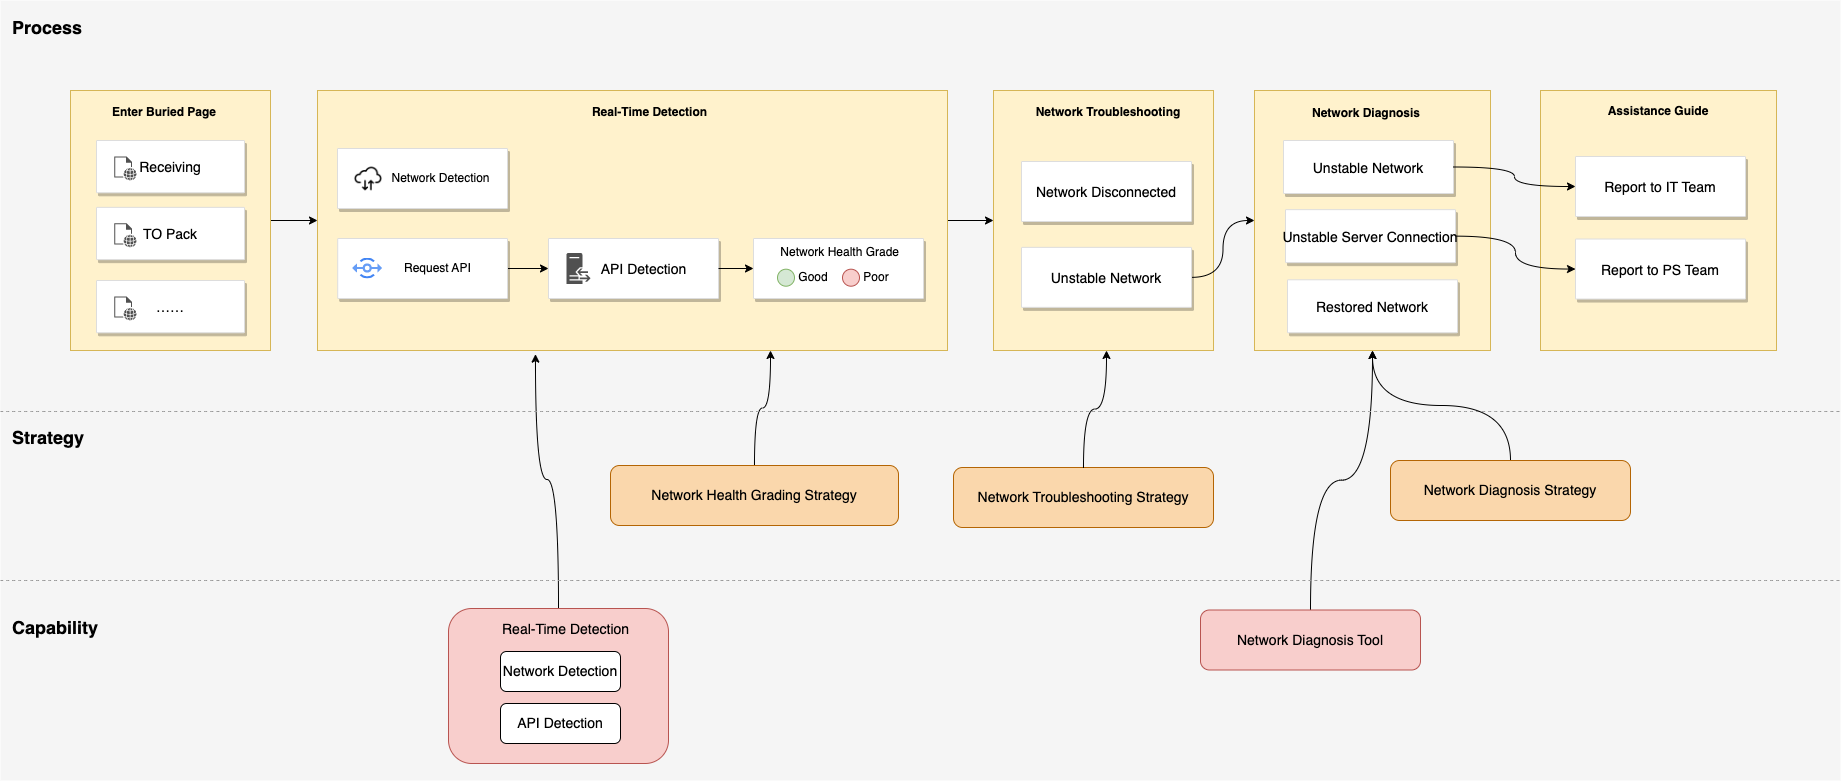 Process
Enter Buried Page
Receiving
TO Pack
......
Real-Time Detection
Network Detection
Request API
API Detection
Network Health Grade
Good
Poor
Network Troubleshooting
Network Disconnected
Unstable Network
Network Diagnosis
Unstable Network
Unstable Server Connection
Restored Network
Assistance Guide
Report to IT Team
Report to PS Team
Strategy
Network Health Grading Strategy
Network Troubleshooting Strategy
Network Diagnosis Strategy
Capability
Real-Time Detection
Network Detection
API Detection
Network Diagnosis Tool